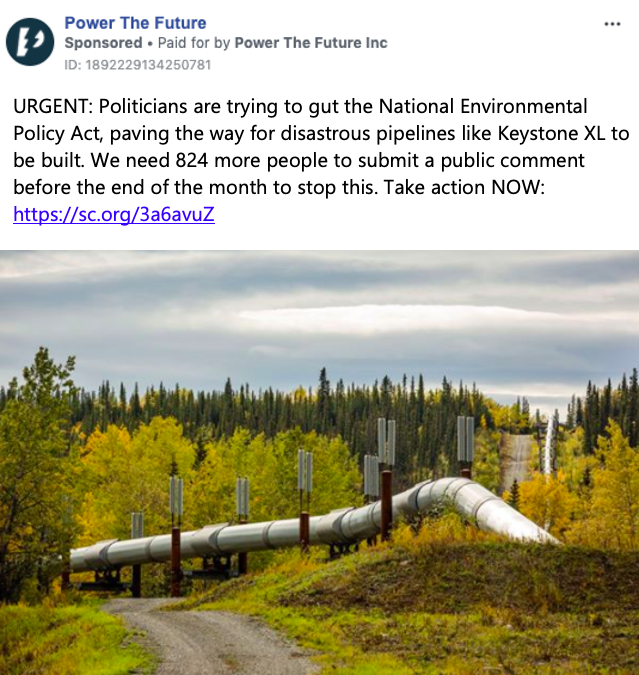 Power The Future
Sponsored • Paid for by Power The Future Inc
ID: 1892229134250781
URGENT: Politicians are trying to gut the National Environmental
Policy Act, paving the way for disastrous pipelines like Keystone XL to
be built. We need 824 more people to submit a public comment
before the end of the month to stop this. Take action NOW:
https://sc.org/3a6avuZ